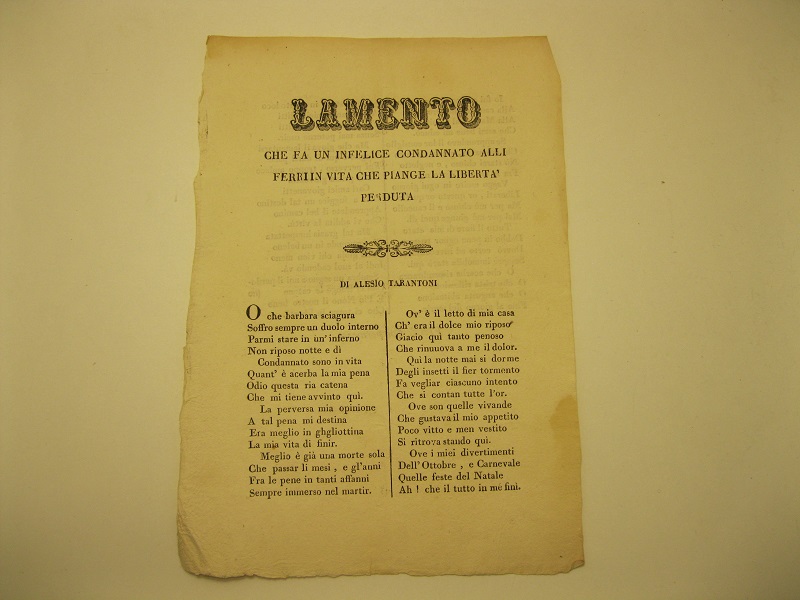 LAMENTO
CHE FA UN INFELICE CONDANNATO ALLI
FERRI IN VITA CHE PIANGE LA LIBERTA'
PERDUTA
DI ALESIO TARANTONI
O che barbara sciagura
Soffro sempre un duolo interno
Parmi stare in un' inferno
Non riposo notte e dì
Condannato sono in vita
Quant' è acerba la mia pena
Odio questa ria catena
Che mi tiene avvinto quì.
La perversa mia opinione
A tal pena mi destina
Era meglio in ghgliottina
La mia vita di finir.
Meglio è già una morte sola
Che passar li mesi, e gl'anni
Fra le pene in tanti affanni
Sempre immerso nel martir.
Ov' è il letto di mia casa
Ch' era il dolce mio riposo
Giacio quì tanto penoso
Che rinuova a me il dolor.
Qui la notte mai si dorme
Degli insetti il fier tormento
Fa vegliar ciascuno intento
Che si contan tutte l'or.
Ove son quelle vivande
Che gustava il mio appetito
Poco vitto e men vestito
Si ritrova stando quì.
Ove i miei divertimenti
Dell' Ottobre, e Carnevale
Quelle feste del Natale
Ah! che il tutto in me finì.